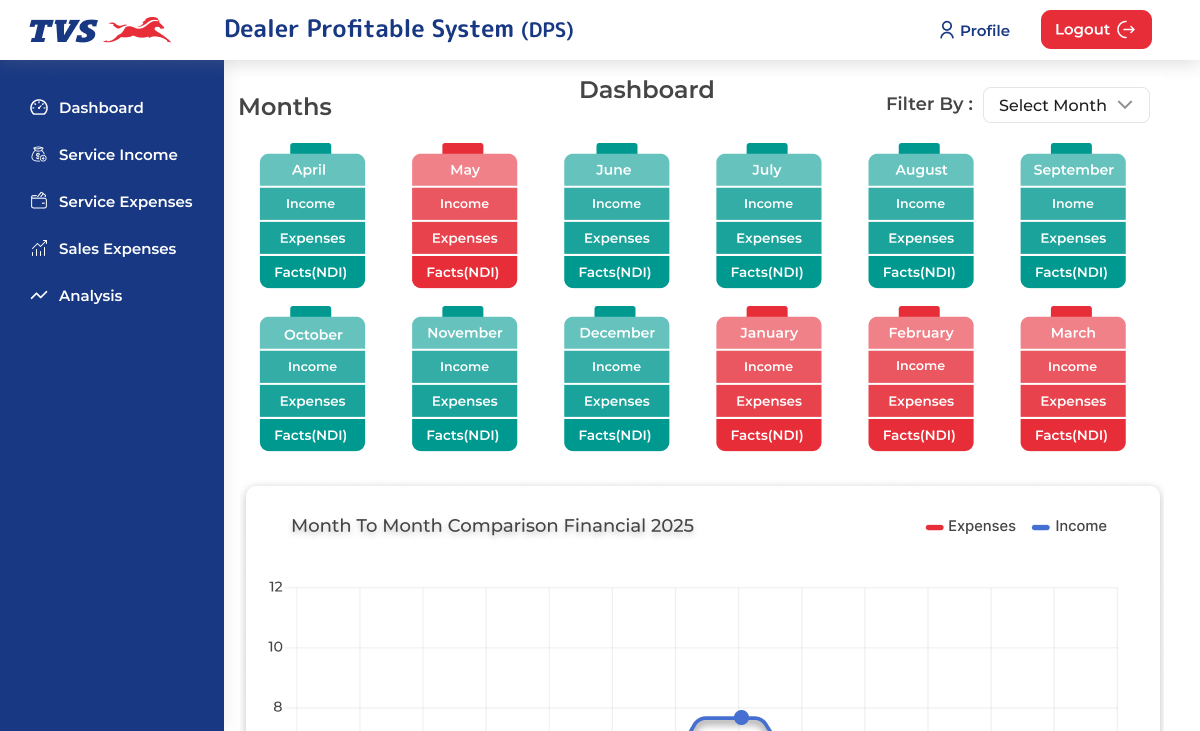 TVS
Dealer Profitable System (DPS)
Profile
Logout
Dashboard
Service Income
Service Expenses
Sales Expenses
Analysis
Dashboard
Months
Filter By :
Select Month
April May June July August September
Income Income Income Income Income Inome
Expenses Expenses Expenses Expenses Expenses Expenses
Facts(NDI) Facts(NDI) Facts(NDI) Facts(NDI) Facts(NDI) Facts(NDI)
October November December January February March
Income Income Income Income Income Income
Expenses Expenses Expenses Expenses Expenses Expenses
Facts(NDI) Facts(NDI) Facts(NDI) Facts(NDI) Facts(NDI) Facts(NDI)
Month To Month Comparison Financial 2025
Expenses Income
12
10
8